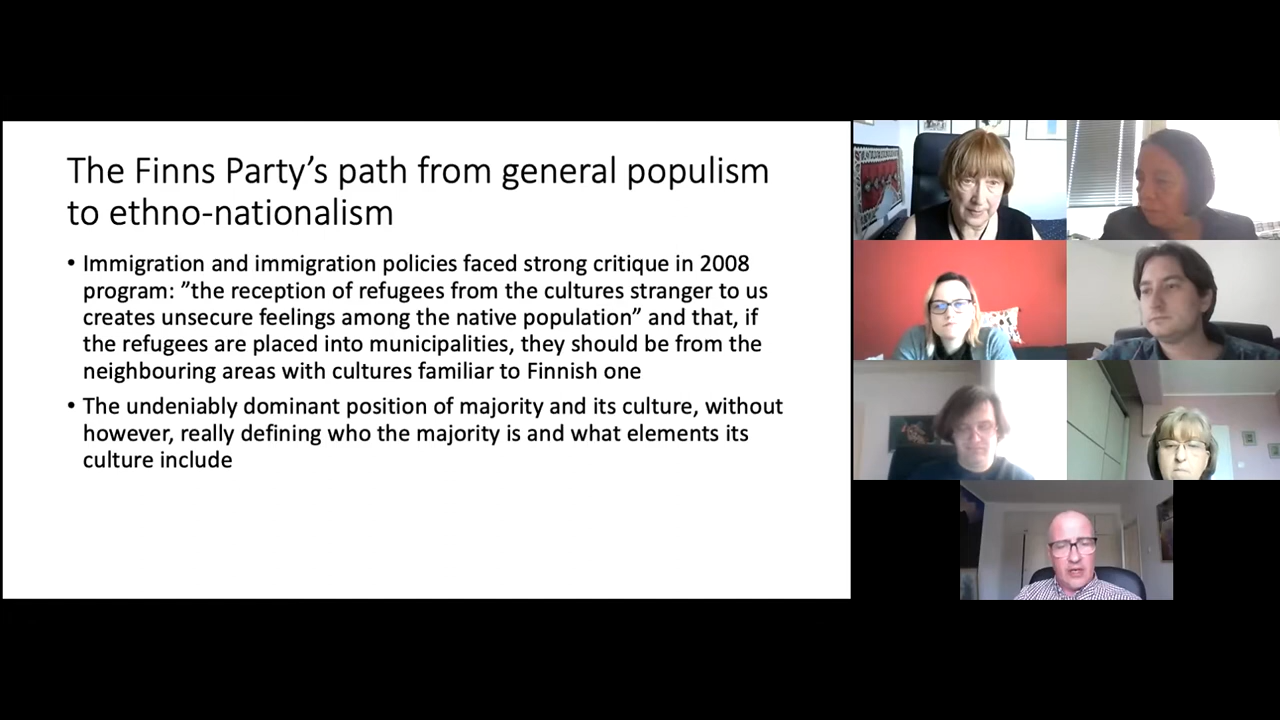 The Finns Party’s path from general populism
to ethno-nationalism
• Immigration and immigration policies faced strong critique in 2008
program: ”the reception of refugees from the cultures stranger to us
creates unsecure feelings among the native population” and that, if
the refugees are placed into municipalities, they should be from the
neighbouring areas with cultures familiar to Finnish one
• The undeniably dominant position of majority and its culture, without
however, really defining who the majority is and what elements its
culture include